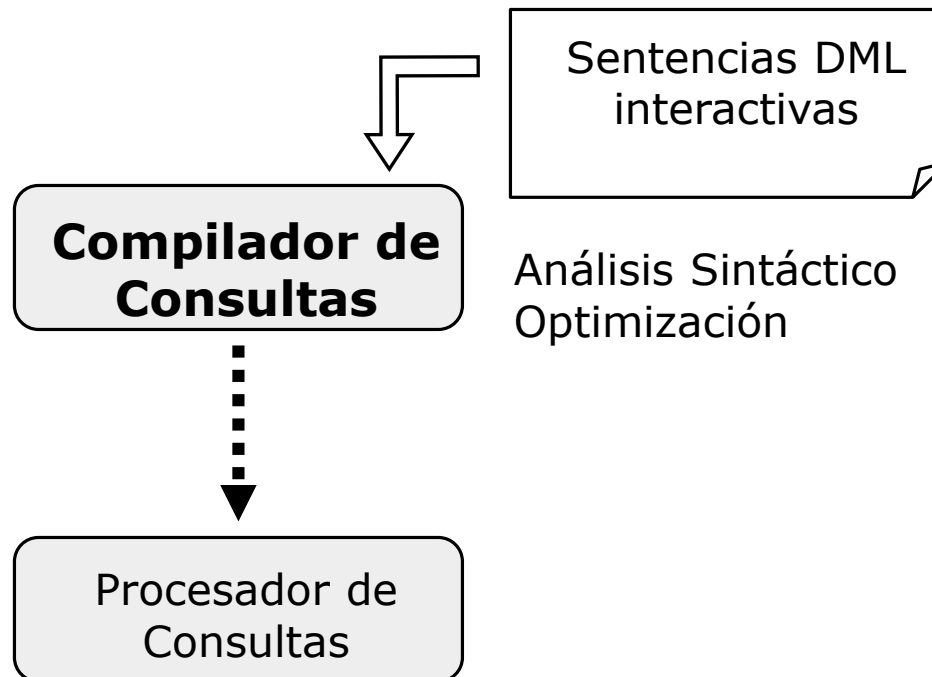 Sentencias DML
interactivas
Compilador de
Consultas
Análisis Sintáctico
Optimización
Procesador de
Consultas